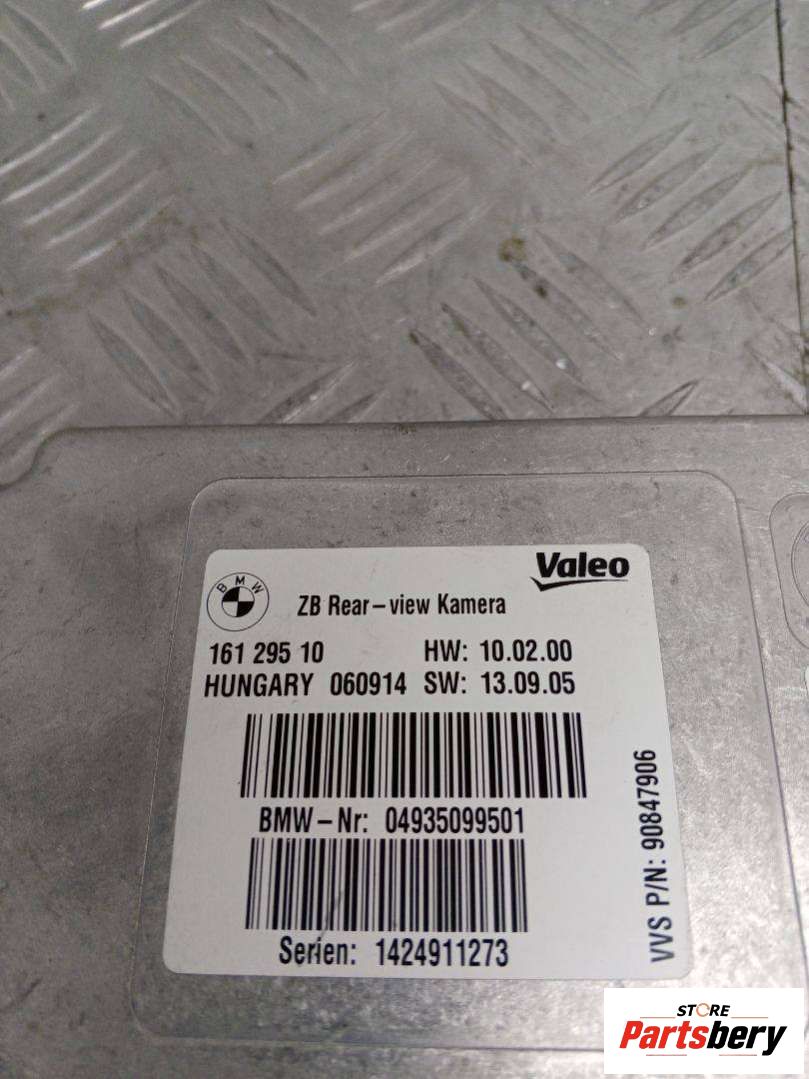 BMW
Valeo
ZB Rear-view Kamera
161 295 10 HW: 10.02.00
HUNGARY 060914 SW: 13.09.05
BMW-Nr: 04935099501
Serien: 1424911273
VVS P/N: 90847906
STORE
Partsbery